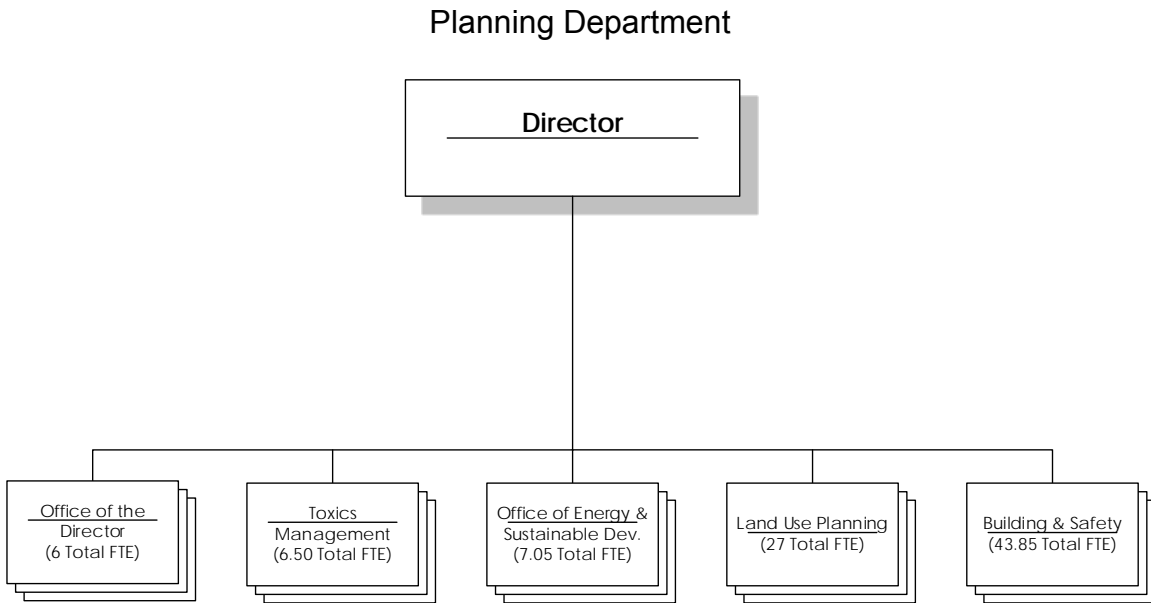 Planning Department
Director
Office of the
Director
(6 Total FTE)
Toxics
Management
(6.50 Total FTE)
Office of Energy &
Sustainable Dev.
(7.05 Total FTE)
Land Use Planning
(27 Total FTE)
Building & Safety
(43.85 Total FTE)